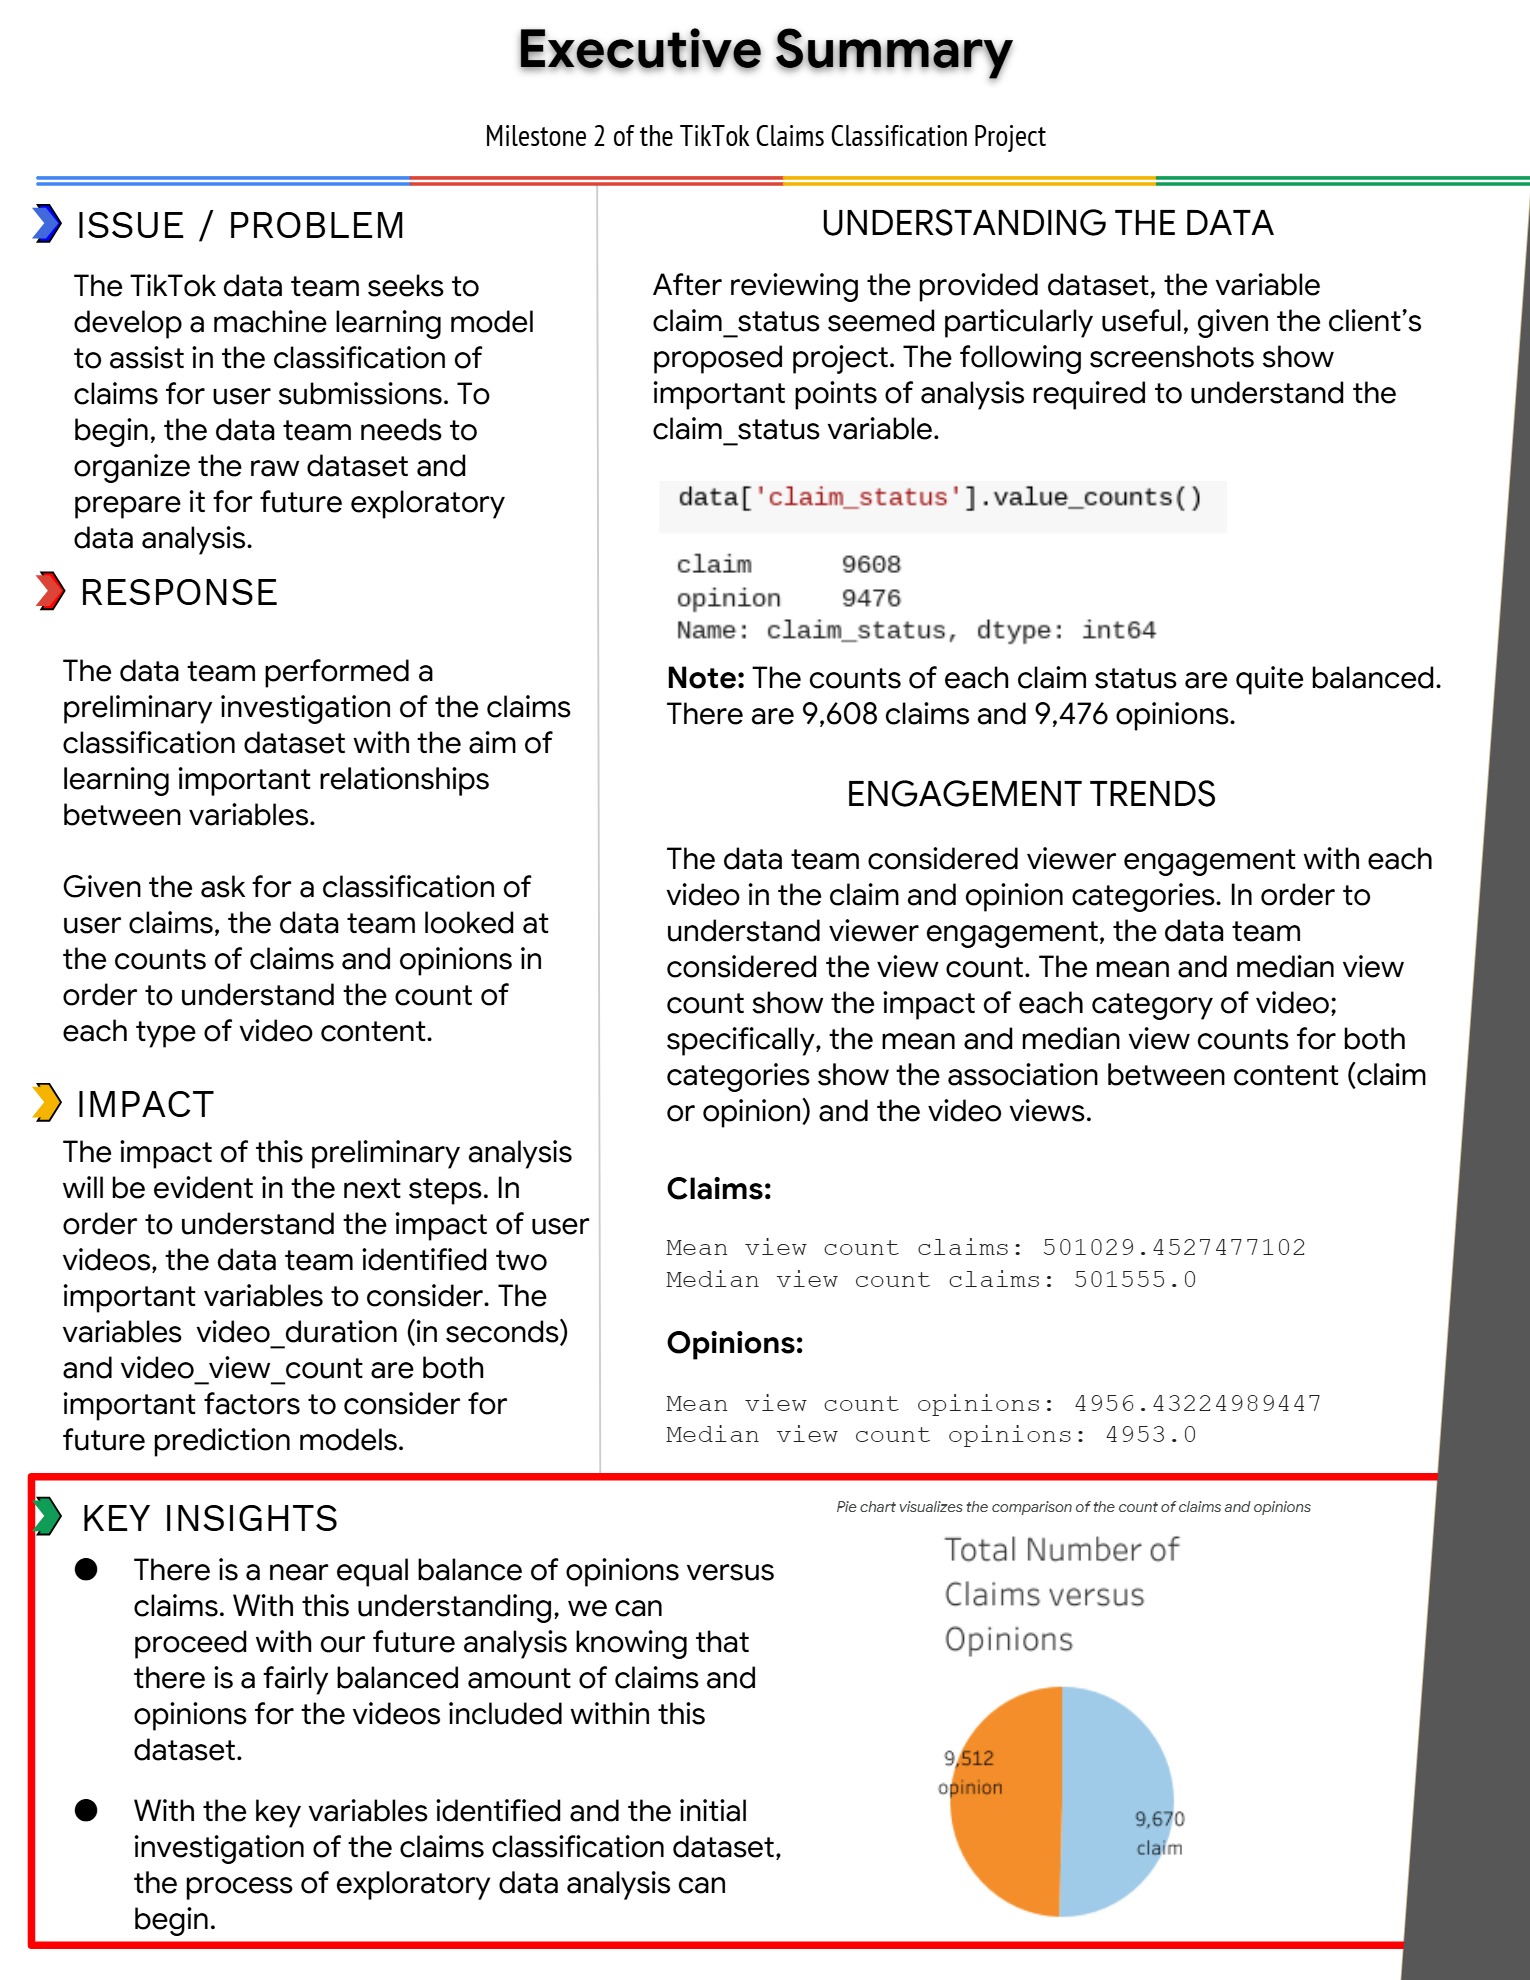 Executive Summary
Milestone 2 of the TikTok Claims Classification Project
ISSUE / PROBLEM
The TikTok data team seeks to
develop a machine learning model
to assist in the classification of
claims for user submissions. To
begin, the data team needs to
organize the raw dataset and
prepare it for future exploratory
data analysis.
RESPONSE
The data team performed a
preliminary investigation of the claims
classification dataset with the aim of
learning important relationships
between variables.
Given the ask for a classification of
user claims, the data team looked at
the counts of claims and opinions in
order to understand the count of
each type of video content.
IMPACT
The impact of this preliminary analysis
will be evident in the next steps. In
order to understand the impact of user
videos, the data team identified two
important variables to consider. The
variables  video_duration (in seconds)
and video_view_count are both
important factors to consider for
future prediction models.
UNDERSTANDING THE DATA
After reviewing the provided dataset, the variable
claim_status seemed particularly useful, given the client’s
proposed project. The following screenshots show
important points of analysis required to understand the
claim_status variable.
data['claim_status'].value_counts()
claim      9608
opinion    9476
Name: claim_status, dtype: int64
Note: The counts of each claim status are quite balanced.
There are 9,608 claims and 9,476 opinions.
ENGAGEMENT TRENDS
The data team considered viewer engagement with each
video in the claim and opinion categories. In order to
understand viewer engagement, the data team
considered the view count. The mean and median view
count show the impact of each category of video;
specifically, the mean and median view counts for both
categories show the association between content (claim
or opinion) and the video views.
Claims:
Mean view count claims: 501029.4527477102
Median view count claims: 501555.0
Opinions:
Mean view count opinions: 4956.43224989447
Median view count opinions: 4953.0
KEY INSIGHTS
There is a near equal balance of opinions versus
claims. With this understanding, we can
proceed with our future analysis knowing that
there is a fairly balanced amount of claims and
opinions for the videos included within this
dataset.
With the key variables identified and the initial
investigation of the claims classification dataset,
the process of exploratory data analysis can
begin.
Pie chart visualizes the comparison of the count of claims and opinions
Total Number of
Claims versus
Opinions
9,512
opinion
9,670
claim